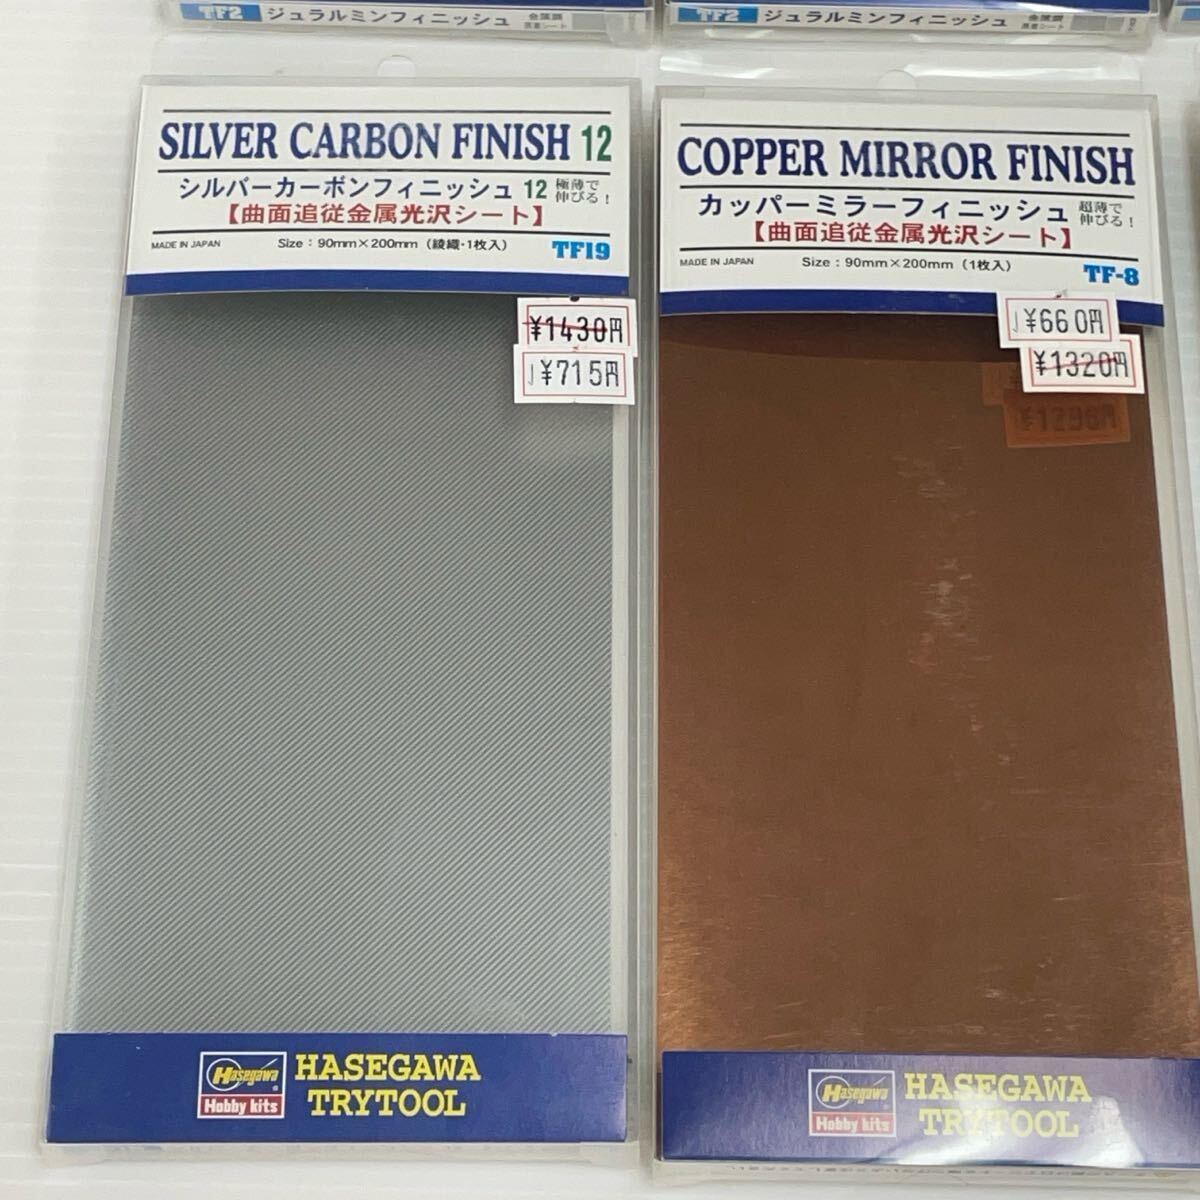 TF2 ジュラルミンフィニッシュ
TF2 ジュラルミンフィニッシュ
SILVER CARBON FINISH 12
シルバーカーボンフィニッシュ 12 極薄で伸びる!
【曲面追従金属光沢シート】
MADE IN JAPAN Size:90mm×200mm(綾織・1枚入) TF19
¥1430円
¥715円
Hasegawa
Hobby kits
HASEGAWA
TRYTOOL
COPPER MIRROR FINISH
カッパーミラーフィニッシュ 超薄で伸びる!
【曲面追従金属光沢シート】
MADE IN JAPAN Size:90mm×200mm(1枚入) TF-8
¥660円
¥1320円
¥1296円
Hasegawa
Hobby kits
HASEGAWA
TRYTOOL